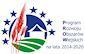 Program
Rozwoju
Obszarów
Wiejskich
na lata 2014-2020